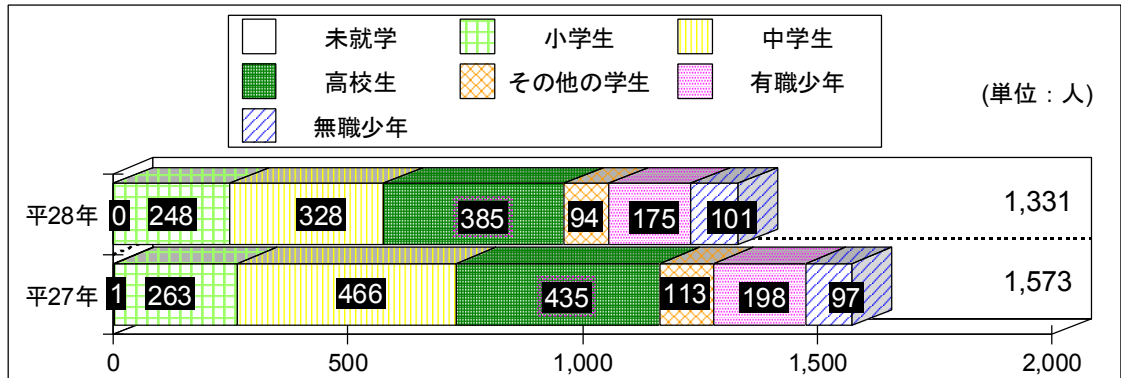 未就学 小学生 中学生
高校生 その他の学生 有職少年
無職少年
(単位：人)
平28年 0 248 328 385 94 175 101 1,331
平27年 1 263 466 435 113 198 97 1,573
0 500 1,000 1,500 2,000